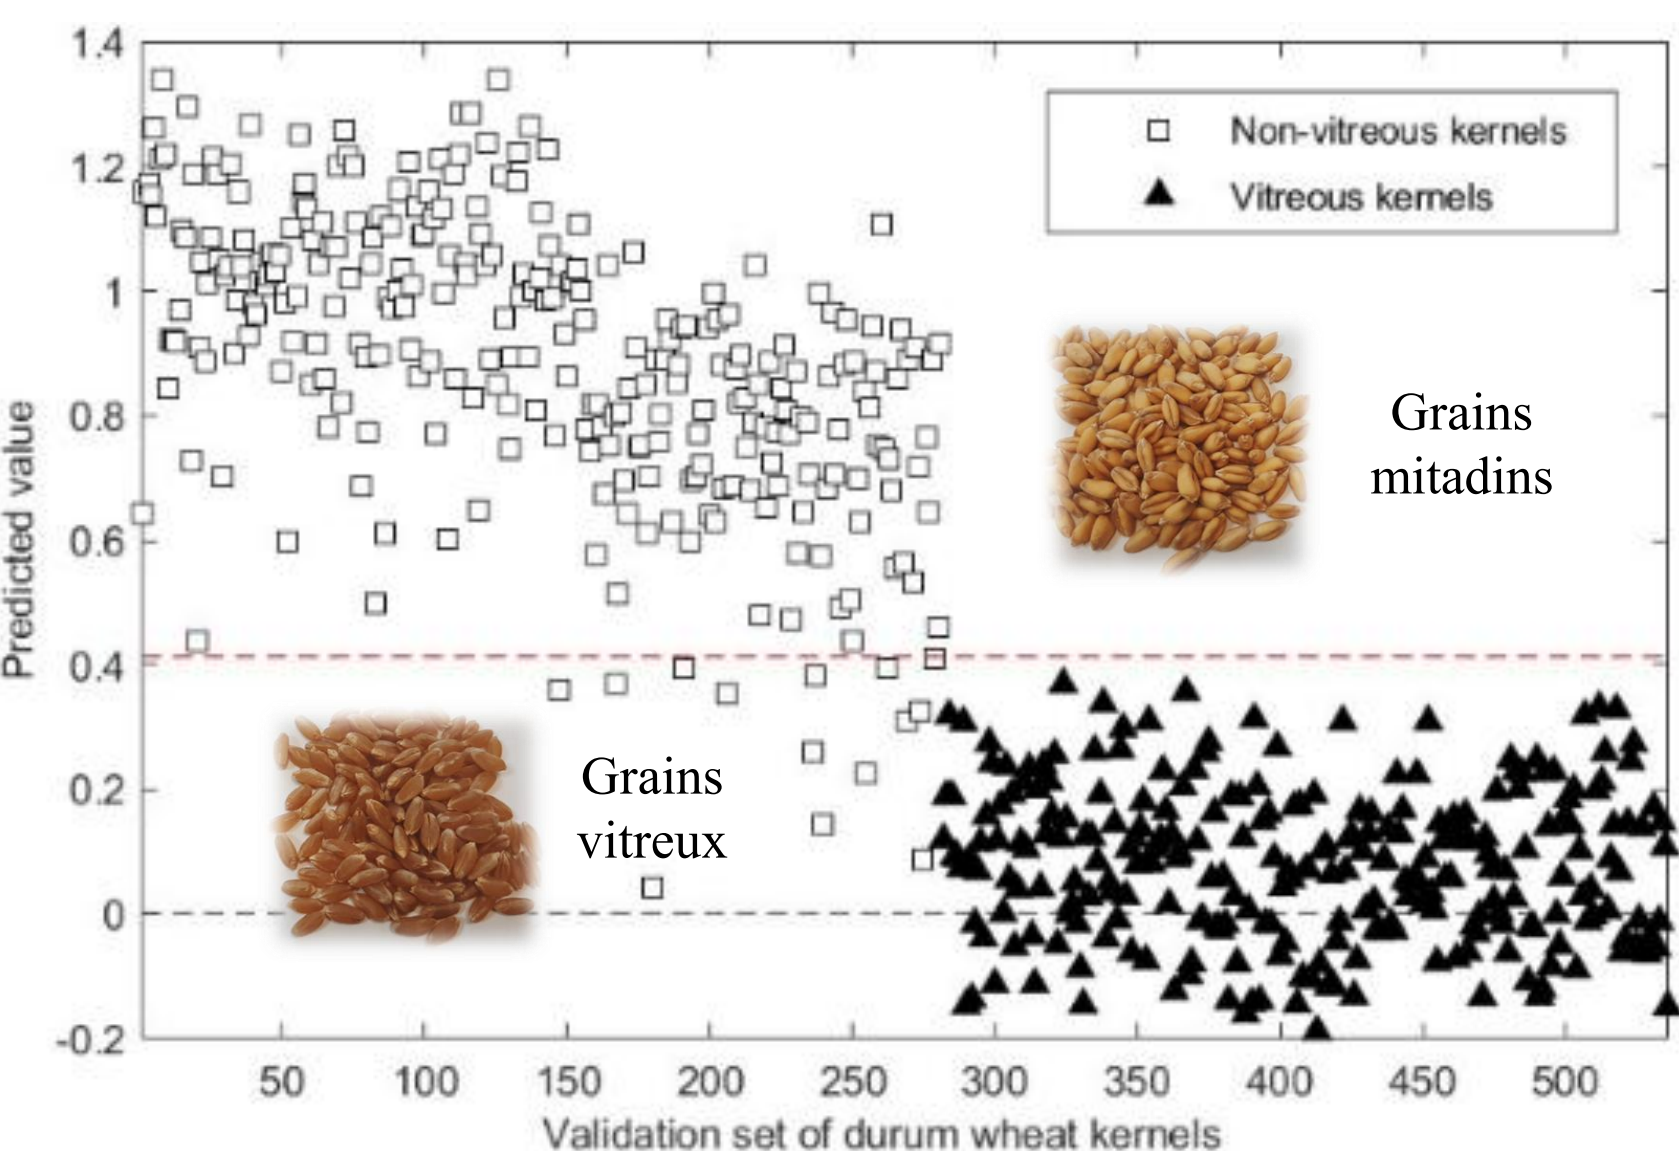 1.4
1.2
1
0.8
0.6
0.4
0.2
0
-0.2
Predicted value
Non-vitreous kernels
Vitreous kernels
Grains
mitadins
Grains
vitreux
50 100 150 200 250 300 350 400 450 500
Validation set of durum wheat kernels